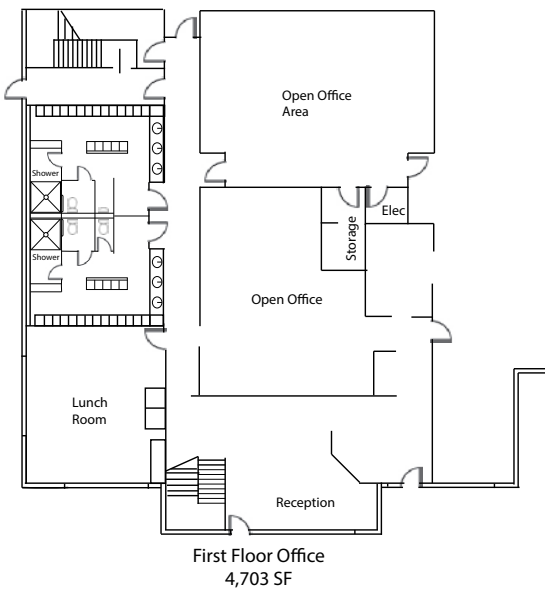 Open Office
Area
Shower
Elec
Storage
Shower
Open Office
Lunch
Room
Reception
First Floor Office
4,703 SF